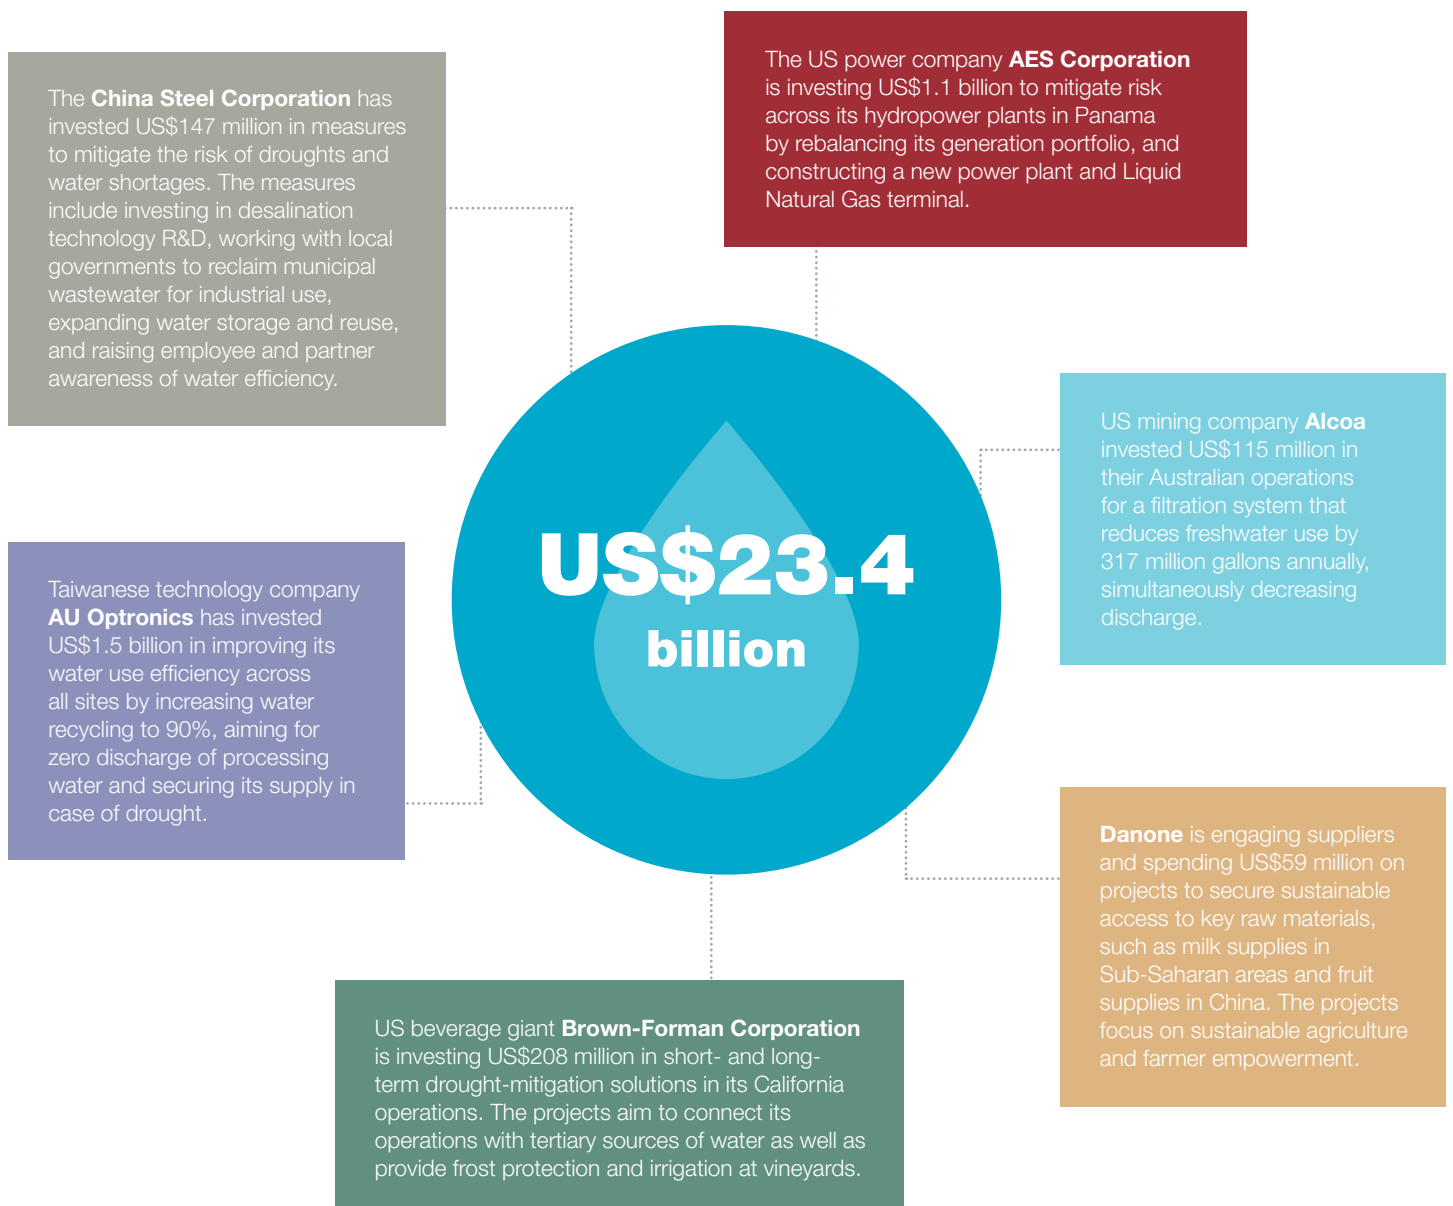 The China Steel Corporation has
invested US$147 million in measures
to mitigate the risk of droughts and
water shortages. The measures
include investing in desalination
technology R&D, working with local
governments to reclaim municipal
wastewater for industrial use,
expanding water storage and reuse,
and raising employee and partner
awareness of water efficiency.
The US power company AES Corporation
is investing US$1.1 billion to mitigate risk
across its hydropower plants in Panama
by rebalancing its generation portfolio, and
constructing a new power plant and Liquid
Natural Gas terminal.
US mining company Alcoa
invested US$115 million in
their Australian operations
for a filtration system that
reduces freshwater use by
317 million gallons annually,
simultaneously decreasing
discharge.
US$23.4
billion
Taiwanese technology company
AU Optronics has invested
US$1.5 billion in improving its
water use efficiency across
all sites by increasing water
recycling to 90%, aiming for
zero discharge of processing
water and securing its supply in
case of drought.
Danone is engaging suppliers
and spending US$59 million on
projects to secure sustainable
access to key raw materials,
such as milk supplies in
Sub-Saharan areas and fruit
supplies in China. The projects
focus on sustainable agriculture
and farmer empowerment.
US beverage giant Brown-Forman Corporation
is investing US$208 million in short- and long-
term drought-mitigation solutions in its California
operations. The projects aim to connect its
operations with tertiary sources of water as well as
provide frost protection and irrigation at vineyards.